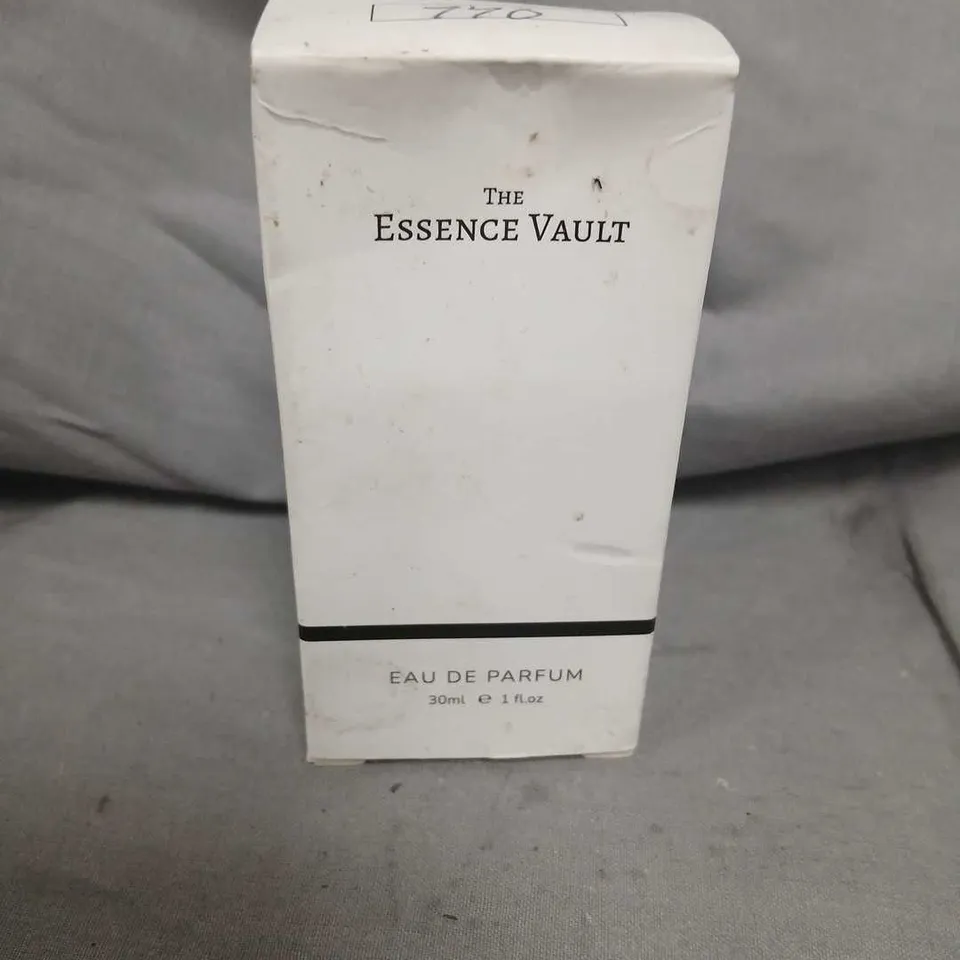 THE
ESSENCE VAULT
EAU DE PARFUM
30ml ℮ 1 fl.oz